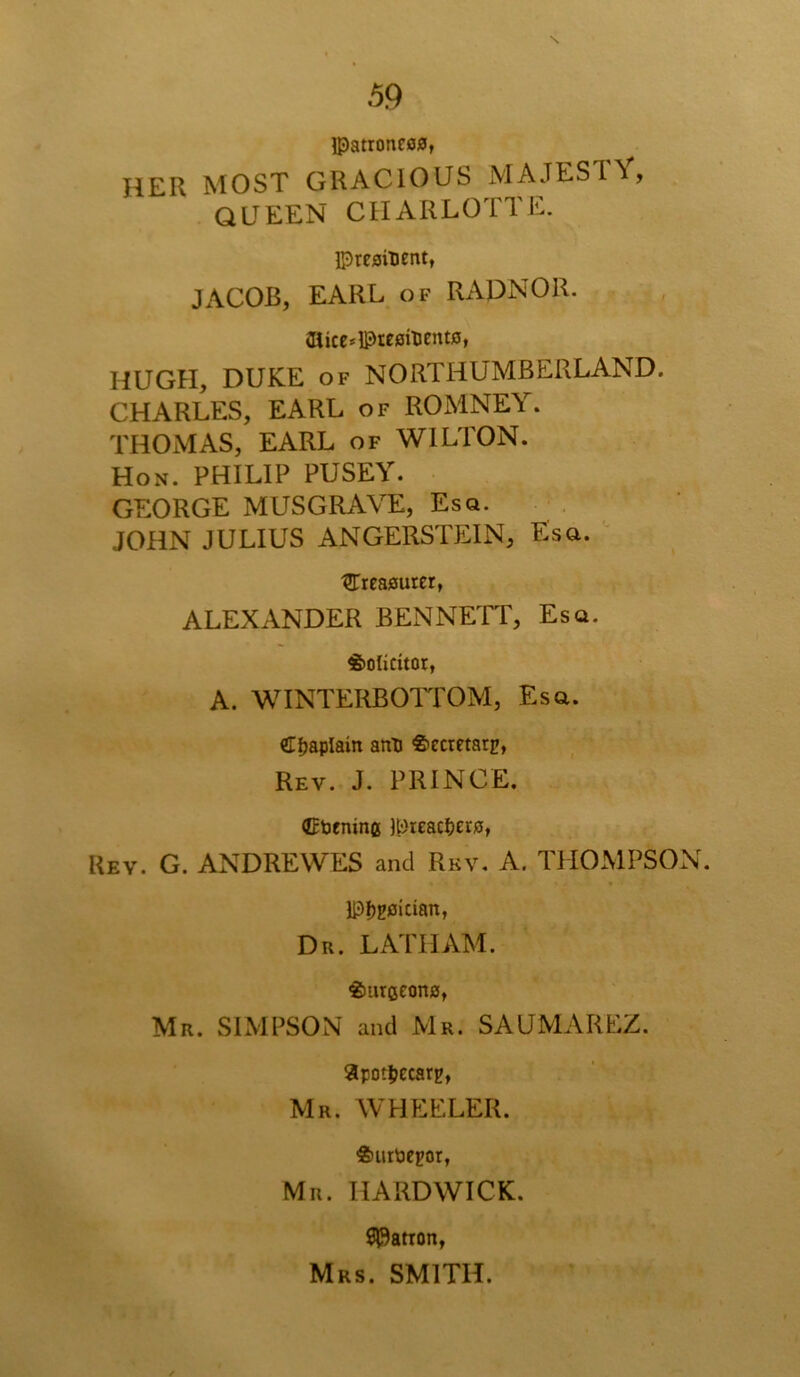 59
Patroness,
HER MOST GRACIOUS MAJESTY,
QUEEN CHARLOTTE.
President,
JACOB, EARL OF RADNOR.
Vice-Presidents,
HUGH, DUKE OF NORTHUMBERLAND.
CHARLES, EARL OF ROMNEY.
THOMAS, EARL OF WILTON.
HON. PHILIP PUSEY.
GEORGE MUSGRAVE, ESQ.
JOHN JULIUS ANGERSTEIN, ESQ.
Treasurer,
ALEXANDER BENNETT, ESQ.
Solicitor,
A. WINTERBOTTOM, ESQ.
Chaplain and Secretary,
REV. J. PRINCE.
Evening Preachers,
REV. G. ANDREWES and REV. A. THOMPSON.
Physician,
DR. LATHAM.
Surgeons,
MR. SIMPSON and MR. SAUMAREZ.
Apothecary,
MR. WHEELER.
Surveyor,
MR. HARDWICK.
Matron,
MRS. SMITH.